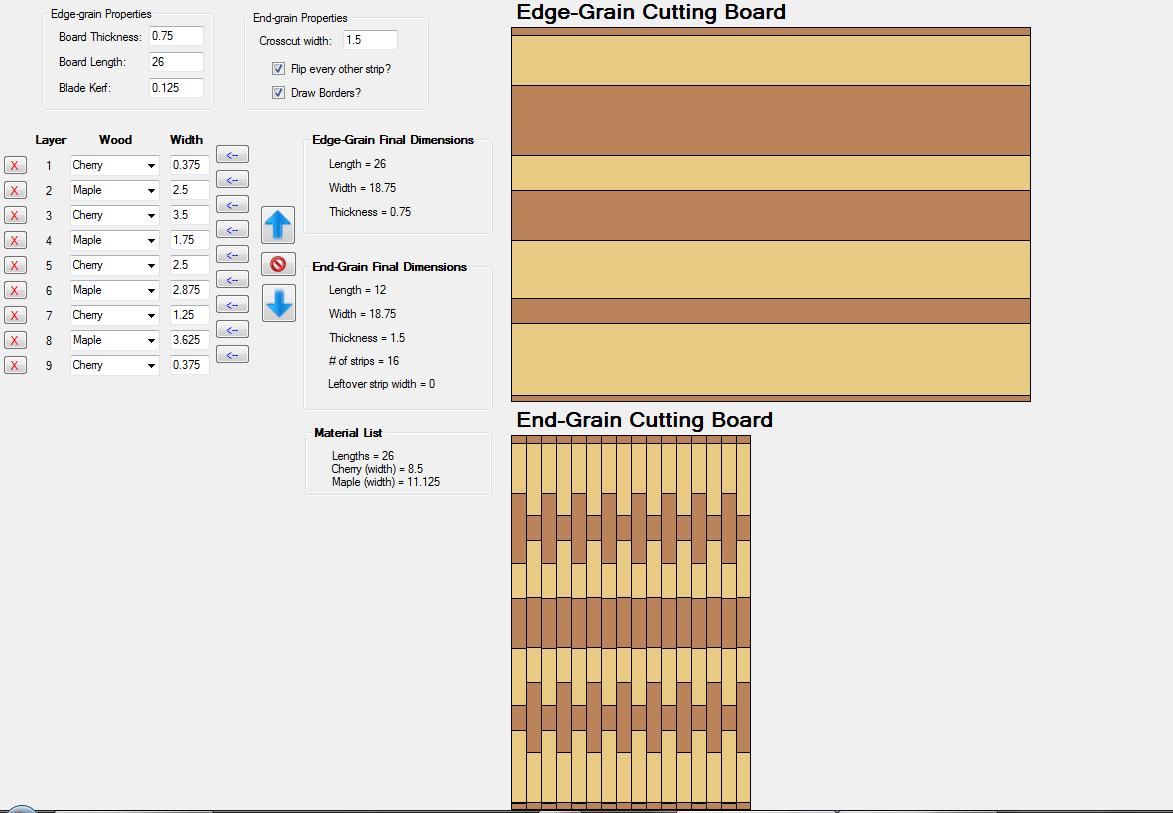 Edge-grain Properties
Board Thickness: 0.75
Board Length: 26
Blade Kerf: 0.125
End-grain Properties
Crosscut width: 1.5
Flip every other strip?
Draw Borders?
Layer Wood Width
X 1 Cherry 0.375 <--
X 2 Maple 2.5 <--
X 3 Cherry 3.5 <--
X 4 Maple 1.75 <--
X 5 Cherry 2.5 <--
X 6 Maple 2.875 <--
X 7 Cherry 1.25 <--
X 8 Maple 3.625 <--
X 9 Cherry 0.375 <--
Edge-Grain Final Dimensions
Length = 26
Width = 18.75
Thickness = 0.75
End-Grain Final Dimensions
Length = 12
Width = 18.75
Thickness = 1.5
# of strips = 16
Leftover strip width = 0
Material List
Lengths = 26
Cherry (width) = 8.5
Maple (width) = 11.125
Edge-Grain Cutting Board
End-Grain Cutting Board